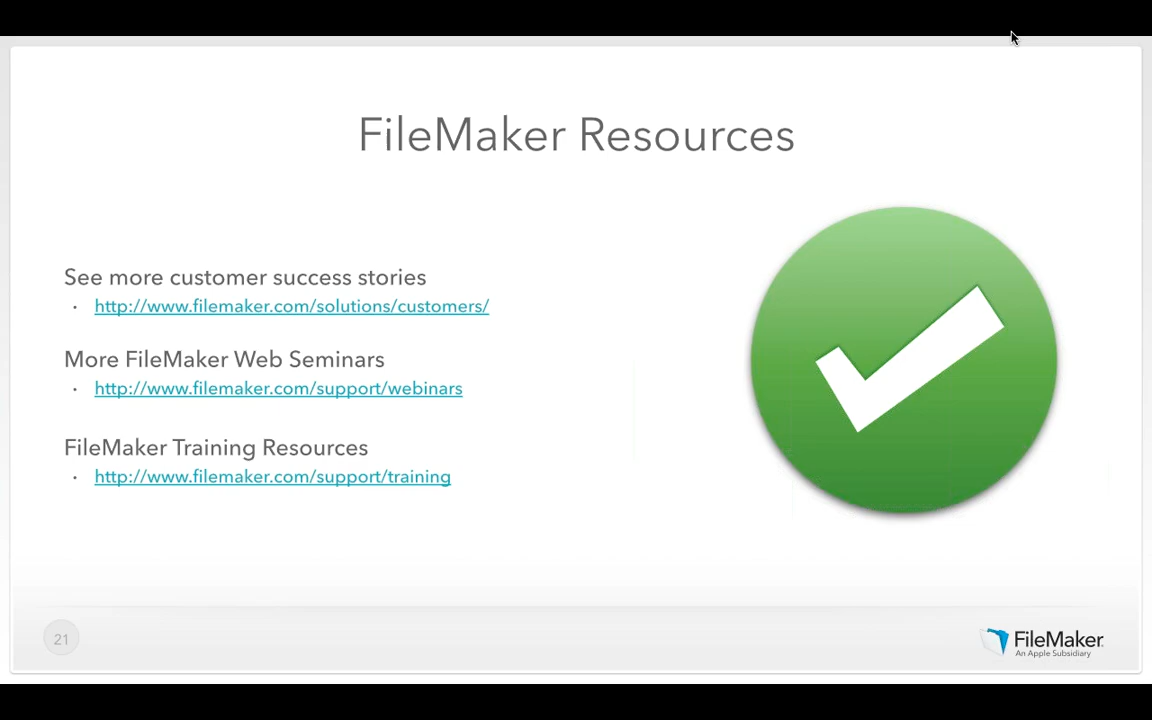 FileMaker Resources
See more customer success stories
· http://www.filemaker.com/solutions/customers/
More FileMaker Web Seminars
· http://www.filemaker.com/support/webinars
FileMaker Training Resources
· http://www.filemaker.com/support/training
21
FileMaker
An Apple Subsidiary